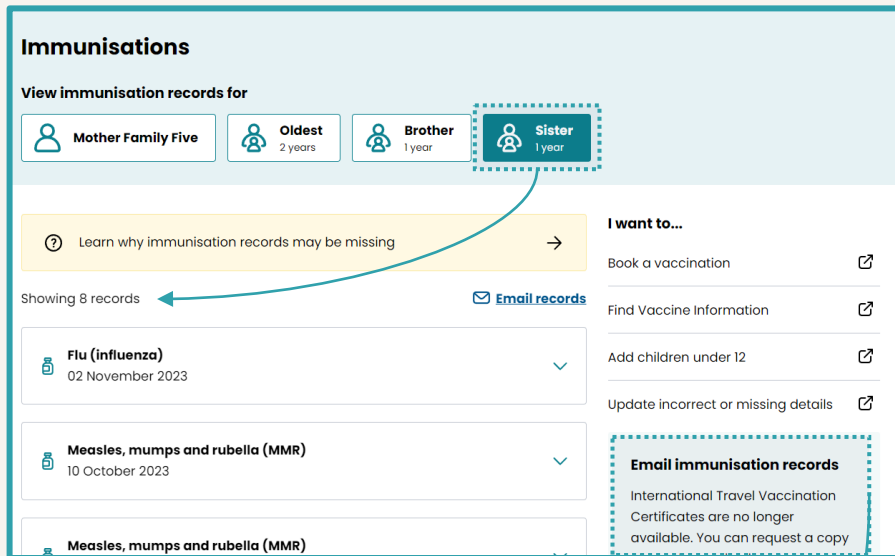 Immunisations
View immunisation records for
Mother Family Five
Oldest
2 years
Brother
1 year
Sister
1 year
Learn why immunisation records may be missing
Showing 8 records
Email records
Flu (influenza)
02 November 2023
Measles, mumps and rubella (MMR)
10 October 2023
Measles, mumps and rubella (MMR)
I want to...
Book a vaccination
Find Vaccine Information
Add children under 12
Update incorrect or missing details
Email immunisation records
International Travel Vaccination
Certificates are no longer
available. You can request a copy